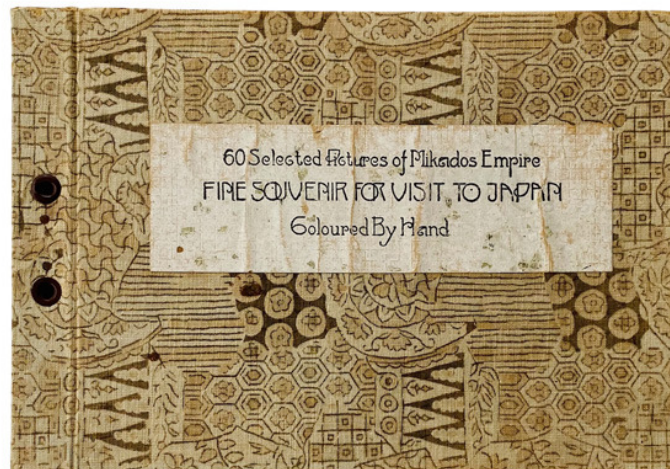 60 Selected Pictures of Mikados Empire
FINE SOUVENIR FOR VISIT TO JAPAN
Coloured By Hand